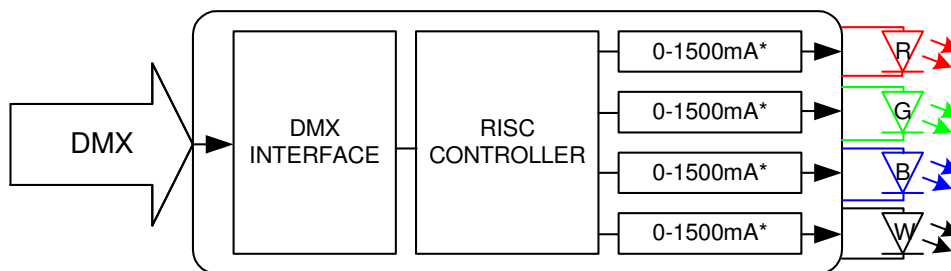 DMX
DMX
INTERFACE
RISC
CONTROLLER
0-1500mA*
0-1500mA*
0-1500mA*
0-1500mA*
R
G
B
W